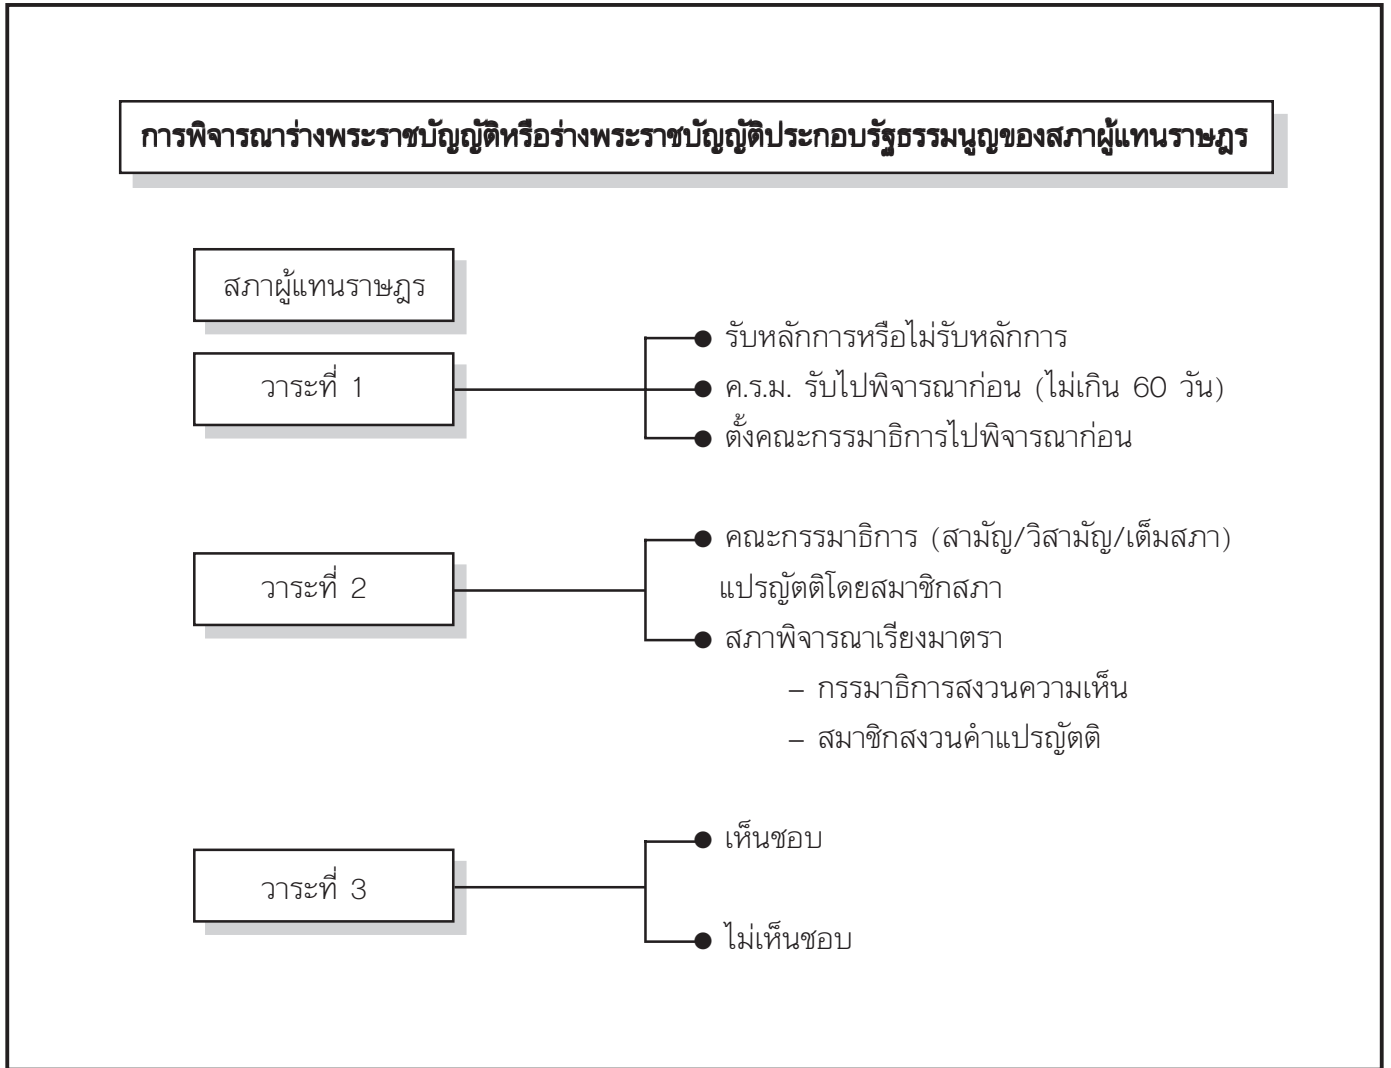 การพิจารณาร่างพระราชบัญญัติหรือร่างพระราชบัญญัติประกอบรัฐธรรมนูญของสภาผู้แทนราษฎร
สภาผู้แทนราษฎร
วาระที่ 1
● รับหลักการหรือไม่รับหลักการ
● ค.ร.ม. รับไปพิจารณาก่อน (ไม่เกิน 60 วัน)
● ตั้งคณะกรรมาธิการไปพิจารณาก่อน
วาระที่ 2
● คณะกรรมาธิการ (สามัญ/วิสามัญ/เต็มสภา)
แปรญัตติโดยสมาชิกสภา
● สภาพิจารณาเรียงมาตรา
– กรรมาธิการสงวนความเห็น
– สมาชิกสงวนคำแปรญัตติ
วาระที่ 3
● เห็นชอบ
● ไม่เห็นชอบ